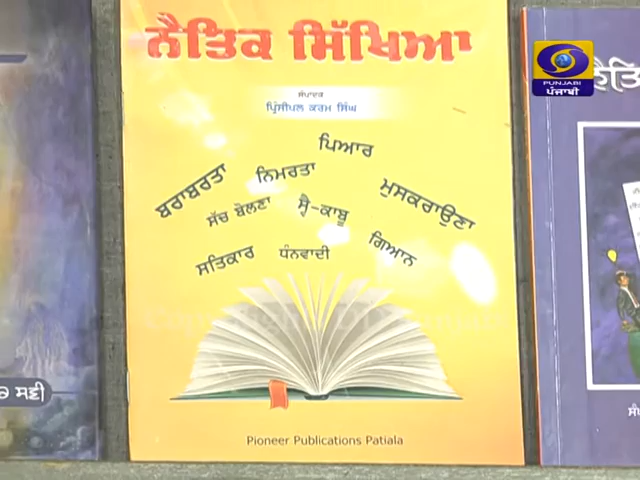 ਨੈਤਿਕ ਸਿੱਖਿਆ
ਸੰਪਾਦਕ
ਪ੍ਰਿੰਸੀਪਲ ਕਰਮ ਸਿੰਘ
ਪਿਆਰ
ਬਰਾਬਰਤਾ ਨਿਮਰਤਾ
ਮੁਸਕਰਾਉਣਾ
ਸੱਚ ਬੋਲਣਾ ਸ੍ਵੈ-ਕਾਬੂ
ਸਤਿਕਾਰ ਧੰਨਵਾਦੀ ਗਿਆਨ
Pioneer Publications Patiala
PUNJABI
ਪੰਜਾਬੀ